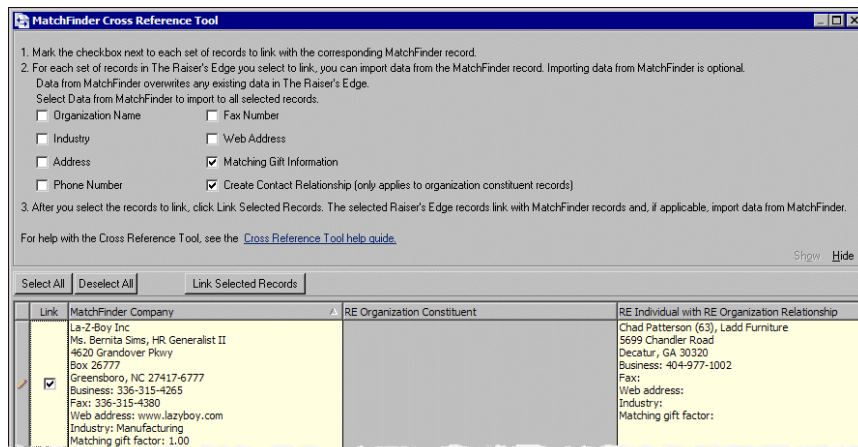 MatchFinder Cross Reference Tool
1. Mark the checkbox next to each set of records to link with the corresponding MatchFinder record.
2. For each set of records in The Raiser's Edge you select to link, you can import data from the MatchFinder record. Importing data from MatchFinder is optional.
Data from MatchFinder overwrites any existing data in The Raiser's Edge.
Select Data from MatchFinder to import to all selected records.
Organization Name Fax Number
Industry Web Address
Address Matching Gift Information
Phone Number Create Contact Relationship (only applies to organization constituent records)
3. After you select the records to link, click Link Selected Records. The selected Raiser's Edge records link with MatchFinder records and, if applicable, import data from MatchFinder.
For help with the Cross Reference Tool, see the Cross Reference Tool help guide.
Show Hide
Select All Deselect All Link Selected Records
Link MatchFinder Company RE Organization Constituent RE Individual with RE Organization Relationship
La-Z-Boy Inc Chad Patterson (63), Ladd Furniture
Ms. Bernita Sims, HR Generalist II 5699 Chandler Road
4620 Grandover Pkwy Decatur, GA 30320
Box 26777 Business: 404-977-1002
Greensboro, NC 27417-6777 Fax:
Business: 336-315-4265 Web address:
Fax: 336-315-4380 Industry:
Web address: www.lazyboy.com Matching gift factor:
Industry: Manufacturing
Matching gift factor: 1.00